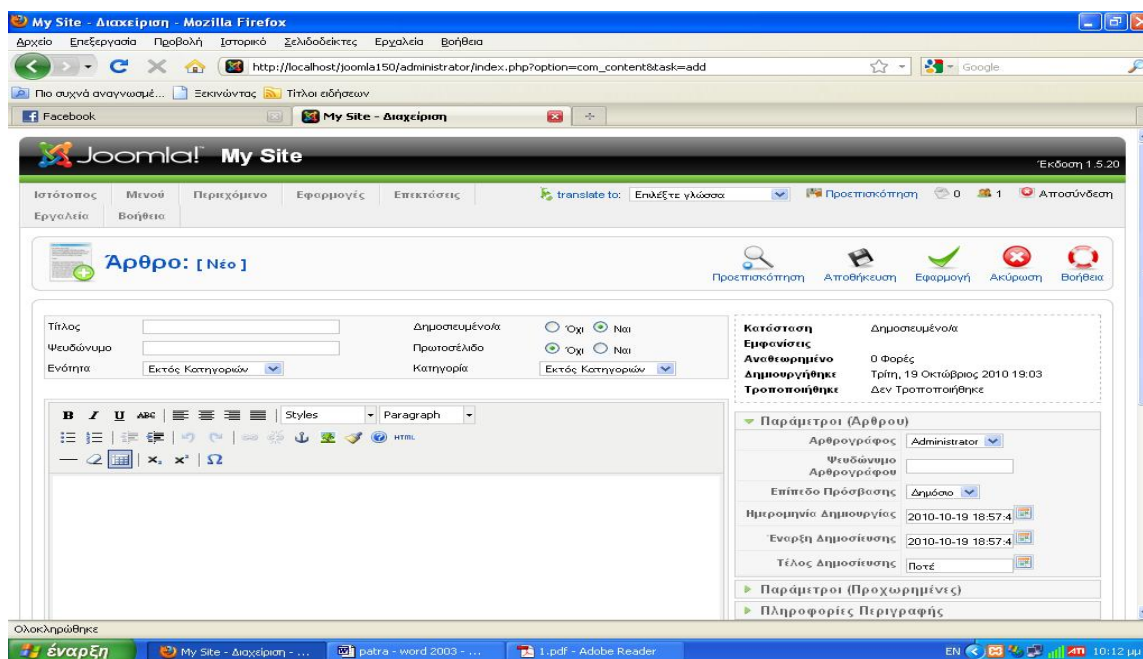 My Site - Διαχείριση - Mozilla Firefox
Αρχείο Επεξεργασία Προβολή Ιστορικό Σελιδοδείκτες Εργαλεία Βοήθεια
http://localhost/joomla150/administrator/index.php?option=com_content&task=add Google
Πιο συχνά αναγνωσμέ... Ξεκινώντας Τίτλοι ειδήσεων
Facebook My Site - Διαχείριση
Joomla! My Site
Έκδοση 1.5.20
Ιστότοπος Μενού Περιεχόμενο Εφαρμογές Επεκτάσεις translate to: Επιλέξτε γλώσσα Προεπισκόπηση 0 1 Αποσύνδεση
Εργαλεία Βοήθεια
Άρθρο: [ Νέο ]
Προεπισκόπηση Αποθήκευση Εφαρμογή Ακύρωση Βοήθεια
Τίτλος Δημοσιευμένο/α Όχι Ναι
Ψευδώνυμο Πρωτοσέλιδο Όχι Ναι
Ενότητα Εκτός Κατηγοριών Κατηγορία Εκτός Κατηγοριών
Κατάσταση Δημοσιευμένο/α
Εμφανίσεις
Αναθεωρημένο 0 Φορές
Δημιουργήθηκε Τρίτη, 19 Οκτώβριος 2010 19:03
Τροποποιήθηκε Δεν Τροποποιήθηκε
B I U ABC Styles Paragraph
HTML
x₂ x² Ω
Παράμετροι (Άρθρου)
Αρθρογράφος Administrator
Ψευδώνυμο
Αρθρογράφου
Επίπεδο Πρόσβασης Δημόσιο
Ημερομηνία Δημιουργίας 2010-10-19 18:57:4
Έναρξη Δημοσίευσης 2010-10-19 18:57:4
Τέλος Δημοσίευσης Ποτέ
Παράμετροι (Προχωρημένες)
Πληροφορίες Περιγραφής
Ολοκληρώθηκε
έναρξη My Site - Διαχείριση - ... patra - word 2003 - ... 1.pdf - Adobe Reader EN 10:12 μμ